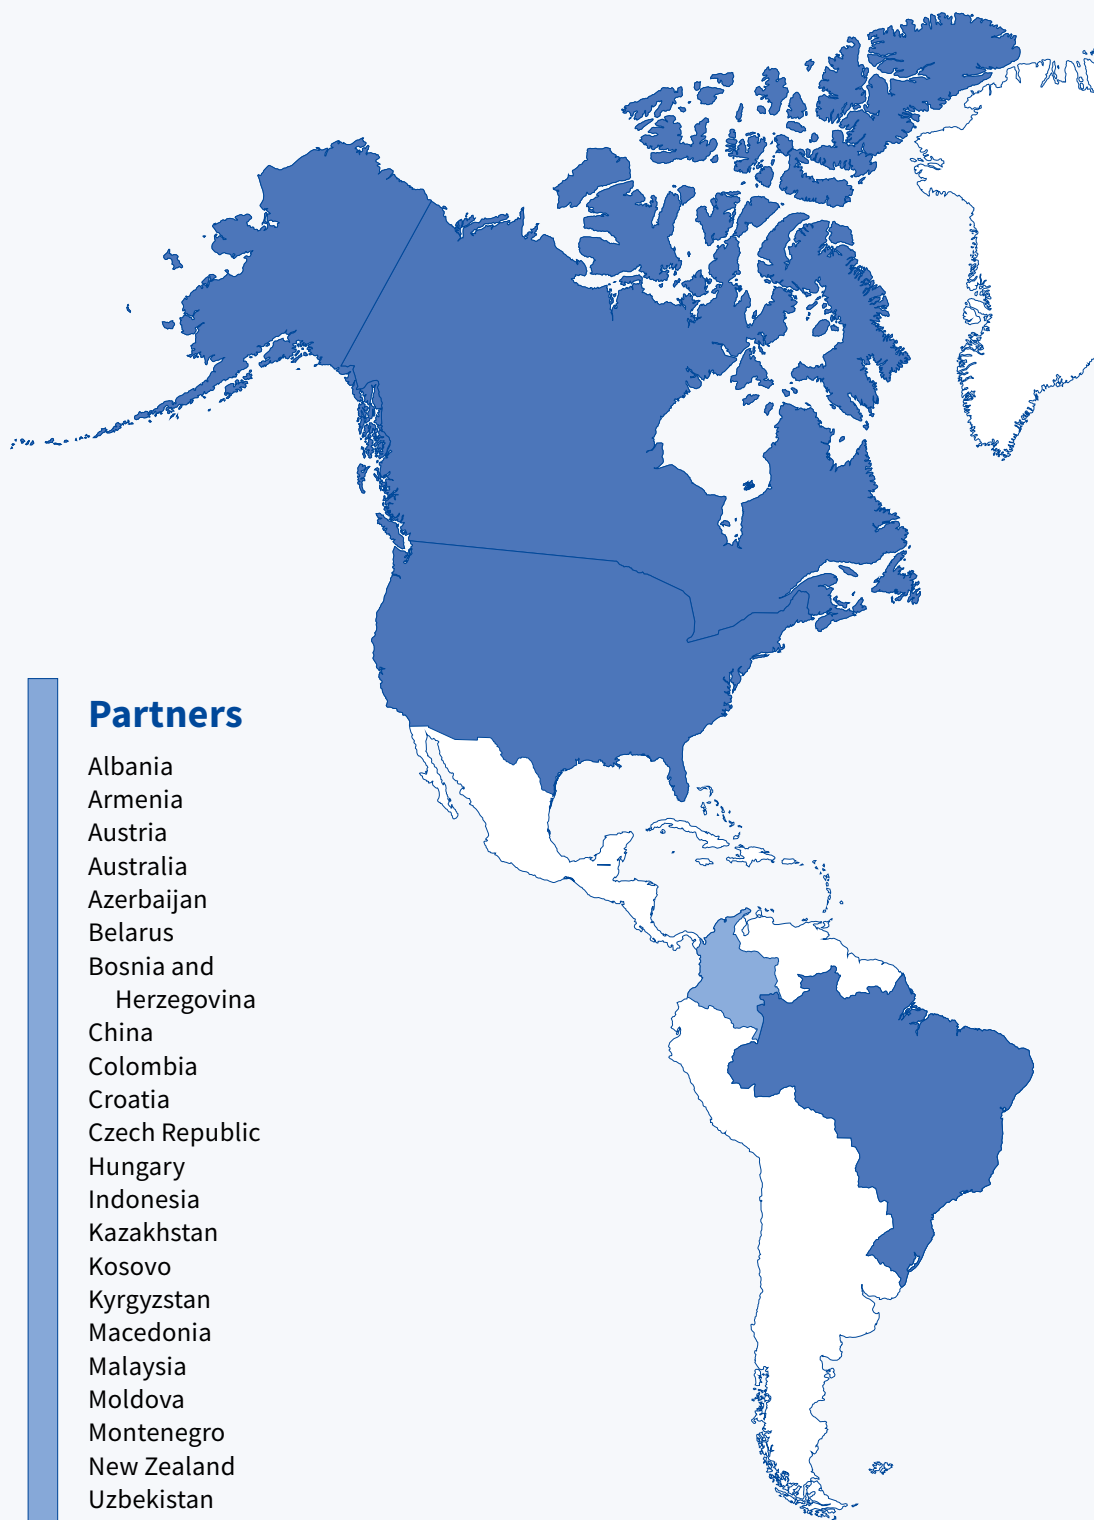 Partners
Albania
Armenia
Austria
Australia
Azerbaijan
Belarus
Bosnia and
Herzegovina
China
Colombia
Croatia
Czech Republic
Hungary
Indonesia
Kazakhstan
Kosovo
Kyrgyzstan
Macedonia
Malaysia
Moldova
Montenegro
New Zealand
Uzbekistan